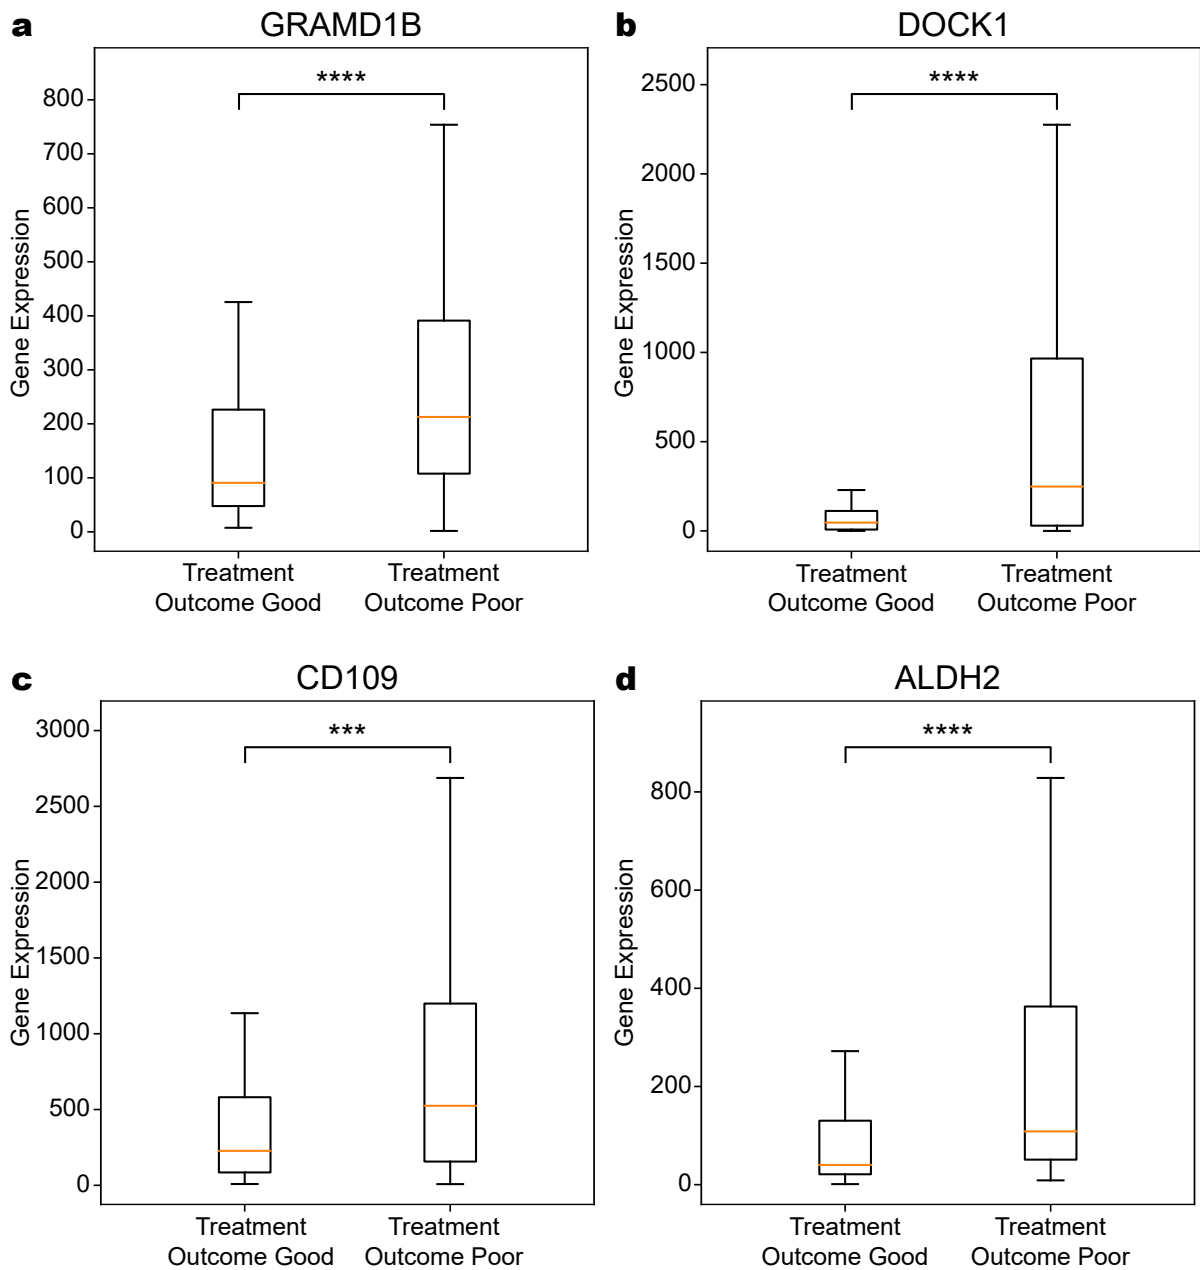 a
GRAMD1B
****
800
700
600
500
400
300
200
100
0
Gene Expression
Treatment
Outcome Good
Treatment
Outcome Poor
b
DOCK1
****
2500
2000
1500
1000
500
0
Gene Expression
Treatment
Outcome Good
Treatment
Outcome Poor
c
CD109
***
3000
2500
2000
1500
1000
500
0
Gene Expression
Treatment
Outcome Good
Treatment
Outcome Poor
d
ALDH2
****
800
600
400
200
0
Gene Expression
Treatment
Outcome Good
Treatment
Outcome Poor